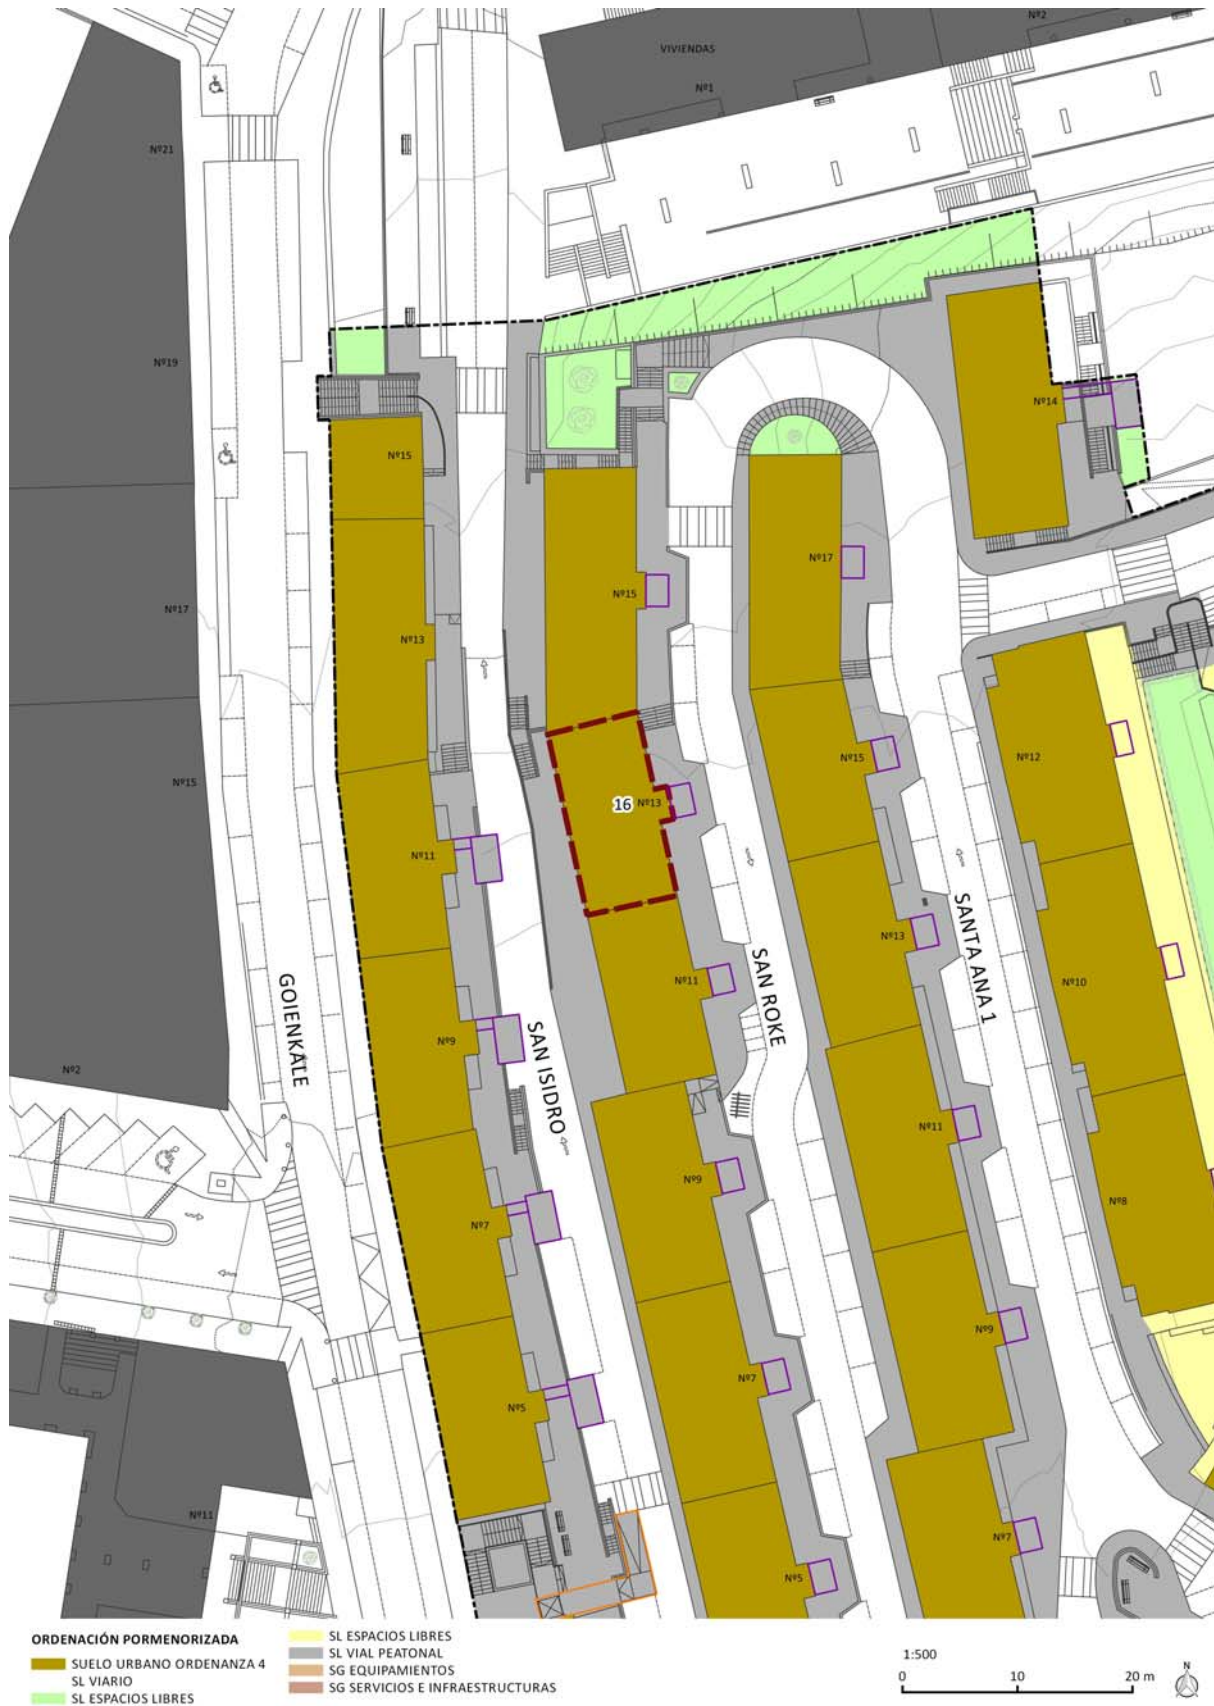 Nº2
VIVIENDAS
Nº1
Nº21
Nº19
Nº14
Nº15
Nº17
Nº15
Nº17
Nº13
Nº12
Nº15
Nº15
16
Nº13
Nº11
SANTA ANA 1
Nº13
SAN ROKE
Nº11
Nº10
GOIENKALE
SAN ISIDRO
Nº9
Nº2
Nº11
Nº9
Nº8
Nº7
Nº9
Nº7
Nº5
Nº11
Nº7
Nº5
ORDENACIÓN PORMENORIZADA
SUELO URBANO ORDENANZA 4
SL VIARIO
SL ESPACIOS LIBRES
SL ESPACIOS LIBRES
SL VIAL PEATONAL
SG EQUIPAMIENTOS
SG SERVICIOS E INFRAESTRUCTURAS
1:500
0 10 20 m
N